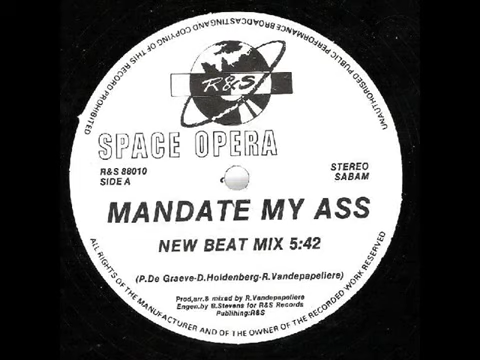 UNAUTHORISED PUBLIC PERFORMANCE BROADCASTING AND COPYING OF THIS RECORD PROHIBITED
R&S
SPACE OPERA
R&S 88010
SIDE A
STEREO
SABAM
MANDATE MY ASS
NEW BEAT MIX 5:42
(P.De Graeve-D.Holdenberg-R.Vandepapeliere)
Prod,arr.& mixed by R.Vandepapeliere
Engen.by M.Stevens for R&S Records
Publihing:R&S
ALL RIGHTS OF THE MANUFACTURER AND OF THE OWNER OF THE RECORDED WORK RESERVED